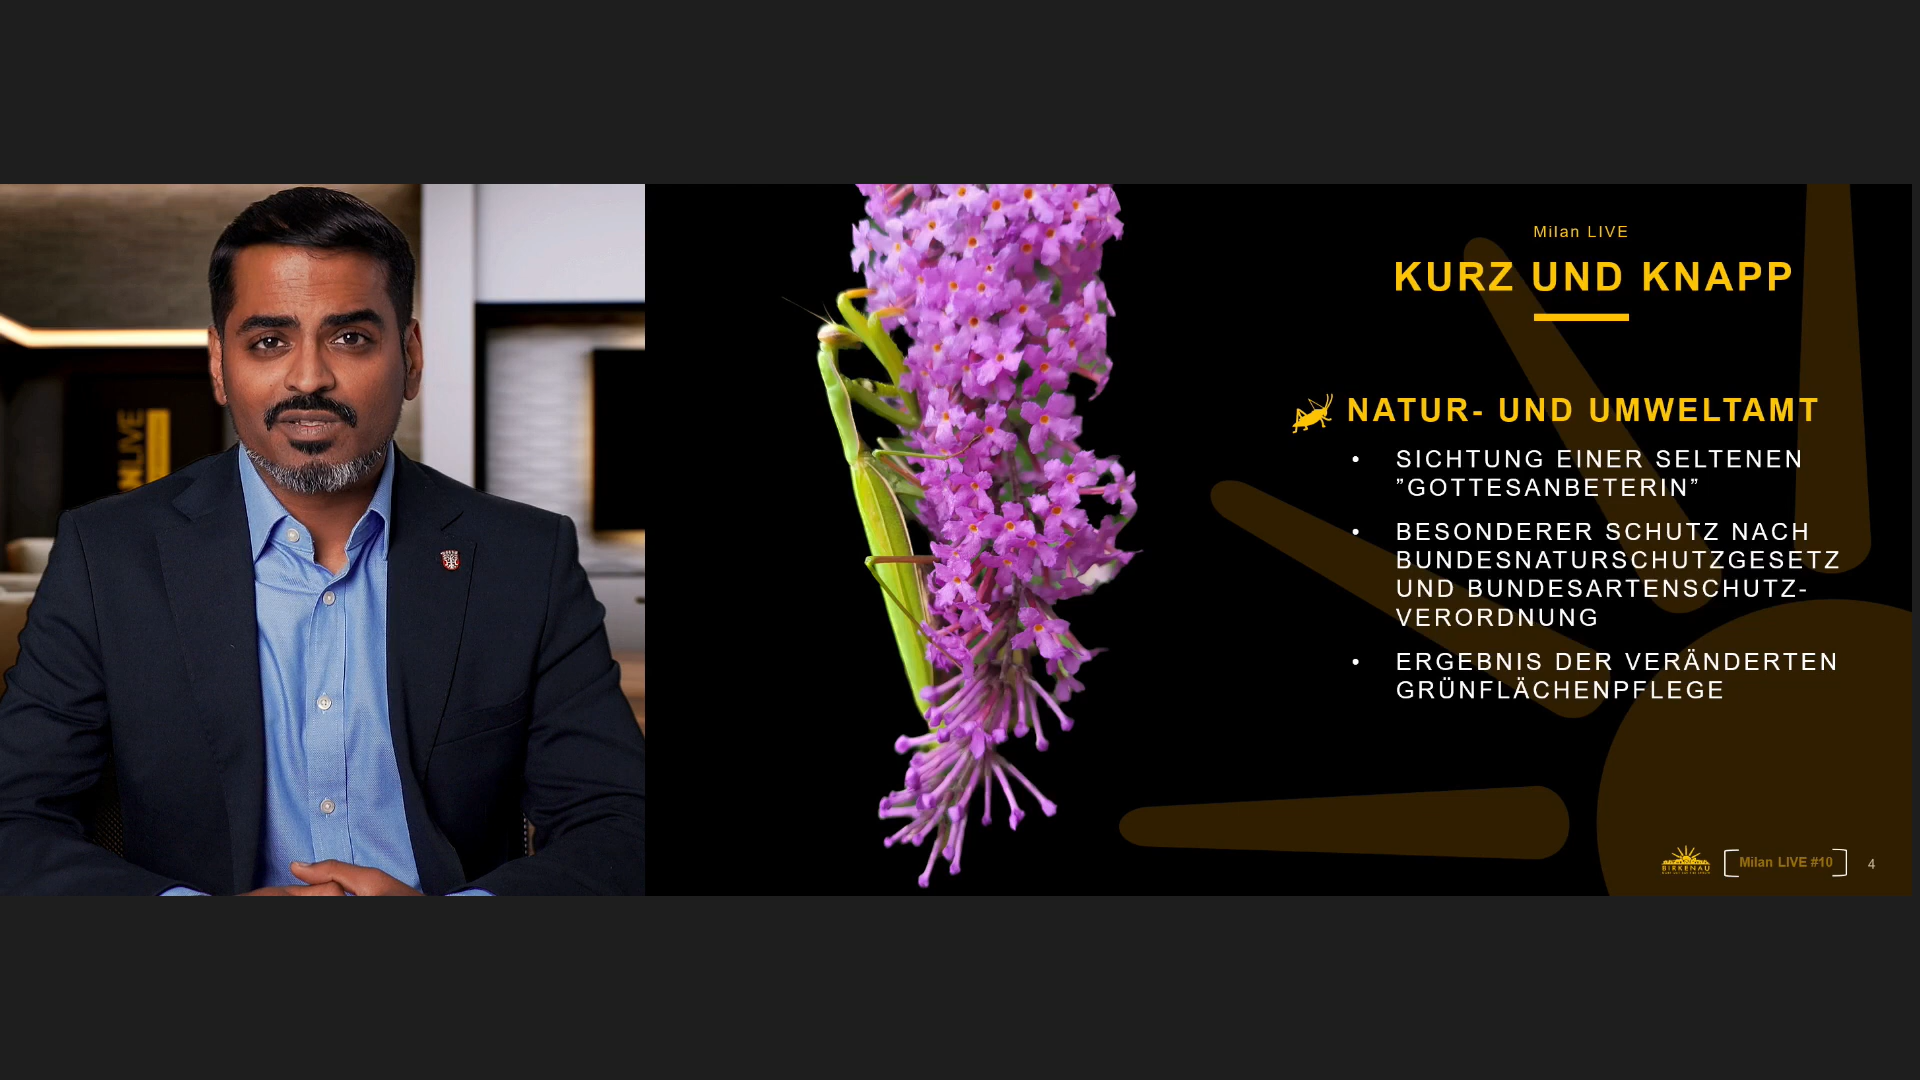 NLIVE
Milan LIVE
KURZ UND KNAPP
NATUR- UND UMWELTAMT
• SICHTUNG EINER SELTENEN
”GOTTESANBETERIN”
• BESONDERER SCHUTZ NACH
BUNDESNATURSCHUTZGESETZ
UND BUNDESARTENSCHUTZ-
VERORDNUNG
• ERGEBNIS DER VERÄNDERTEN
GRÜNFLÄCHENPFLEGE
BIRKENAU
Milan LIVE #10
4